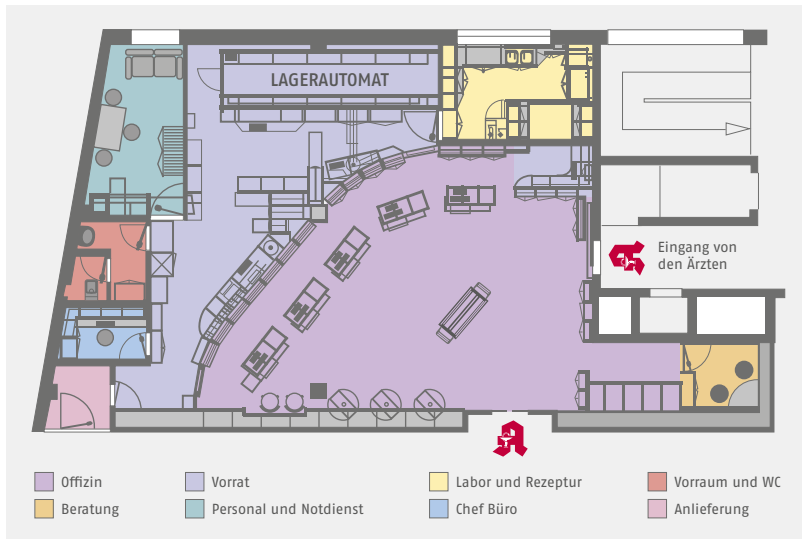 LAGERAUTOMAT
Eingang von
den Ärzten
Offizin
Vorrat
Labor und Rezeptur
Vorraum und WC
Beratung
Personal und Notdienst
Chef Büro
Anlieferung